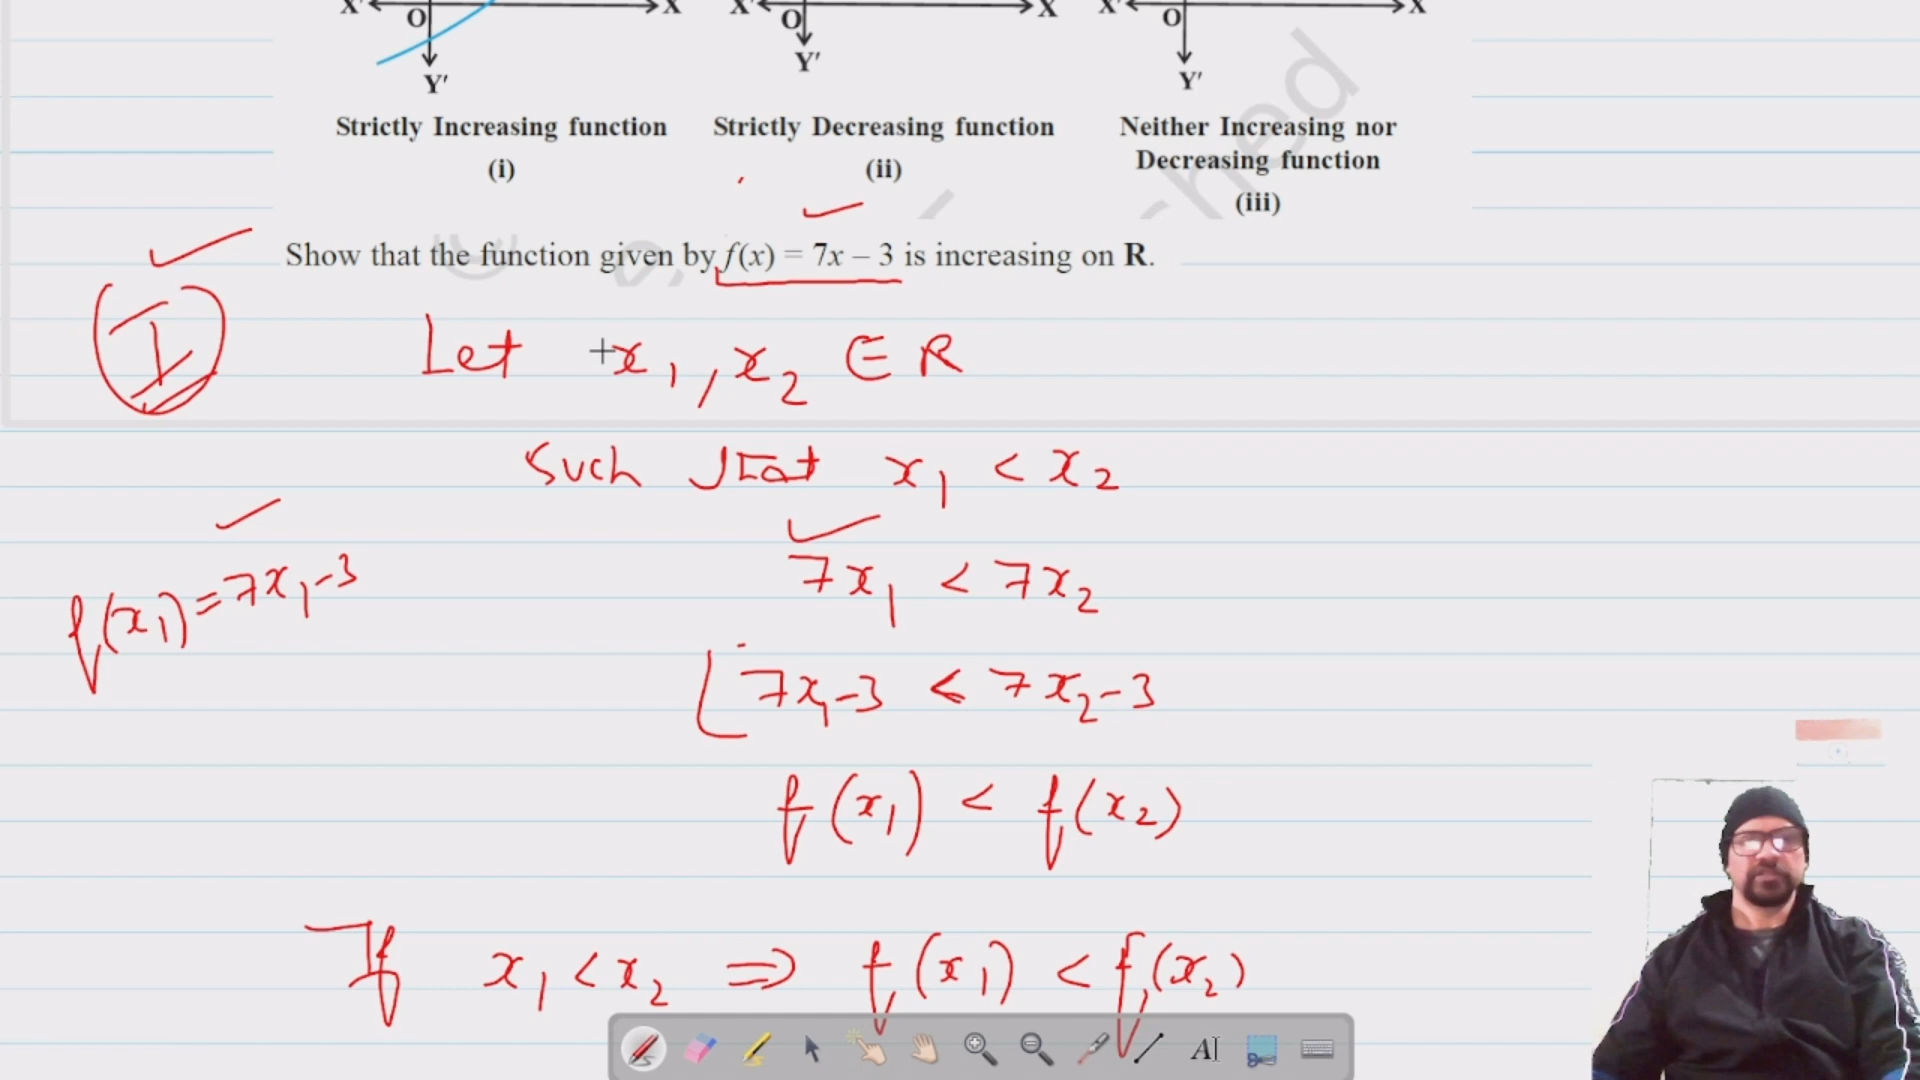 X' O X X' O X X' O X
Y' Y' Y'
Strictly Increasing function Strictly Decreasing function Neither Increasing nor
Decreasing function
(i) (ii) (iii)
Show that the function given by f(x) = 7x – 3 is increasing on R.
I
Let x₁, x₂ ∈ R
Such that x₁ < x₂
7x₁ < 7x₂
f(x₁) = 7x₁-3
7x₁-3 < 7x₂-3
f(x₁) < f(x₂)
If x₁ < x₂ ⇒ f(x₁) < f(x₂)
AI